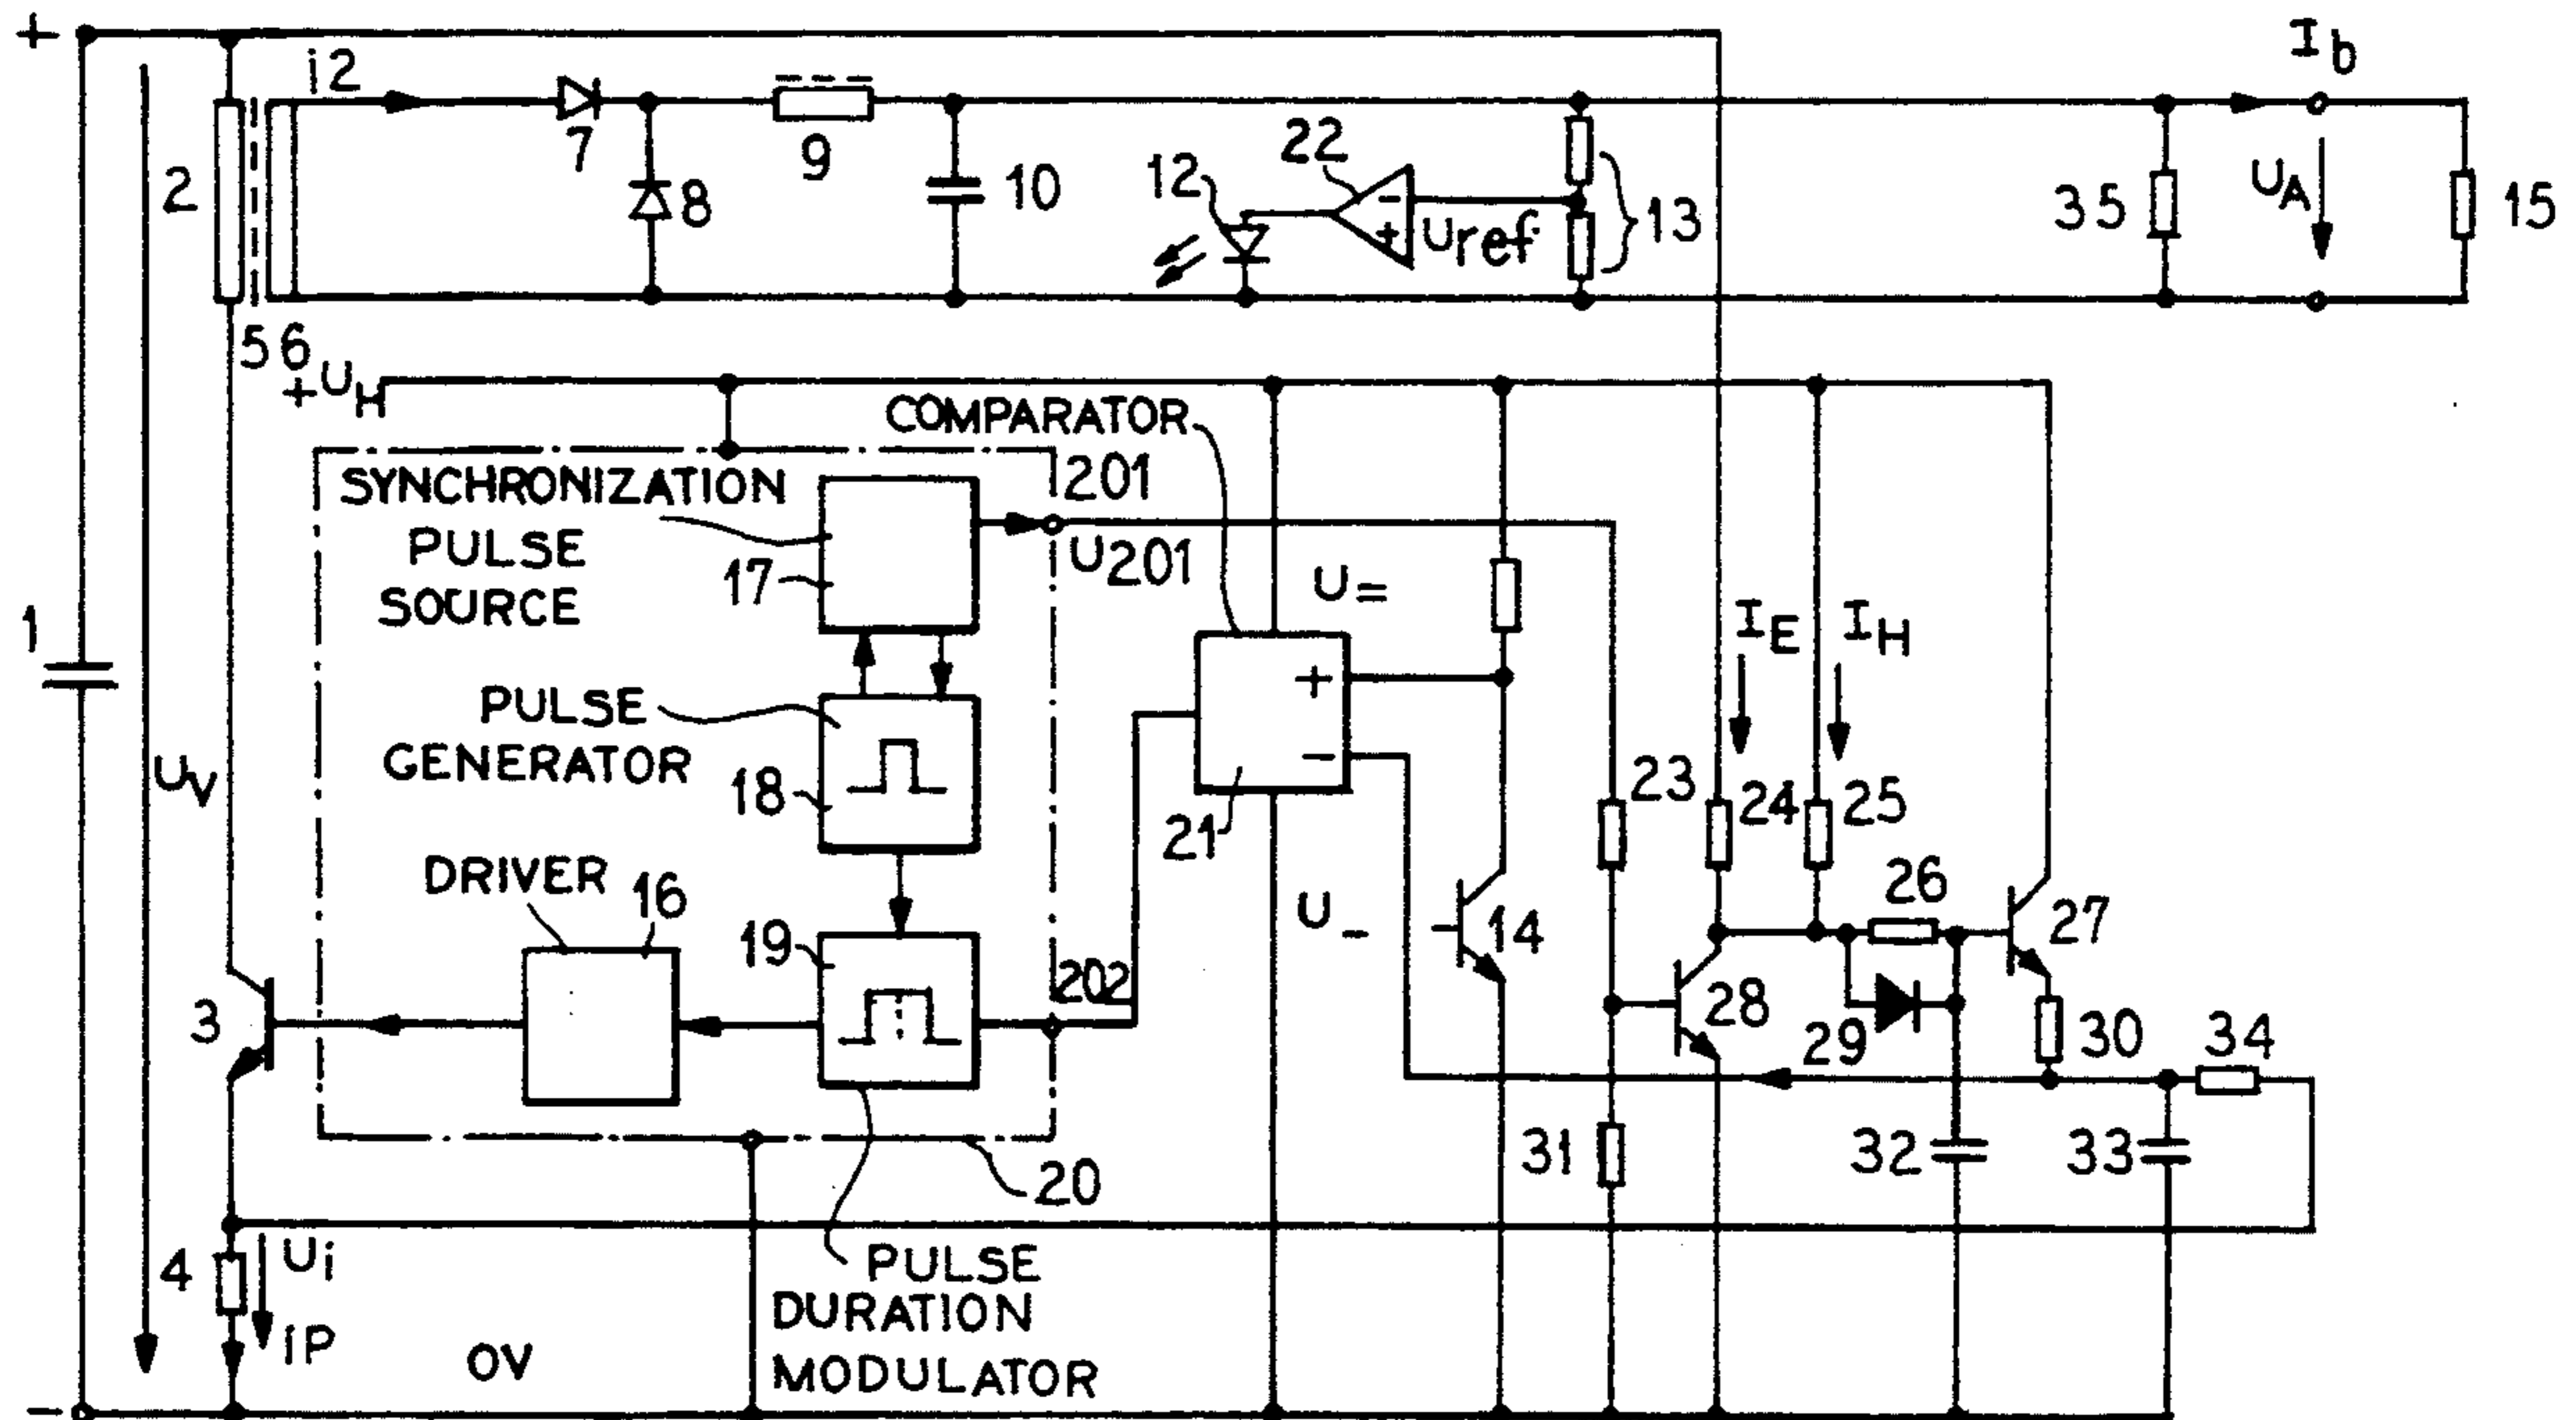 +
i2
I b
2
7
8
9
10
12
22
- 
+
Uref
13
35
UA
15
5 6
+UH
COMPARATOR
SYNCHRONIZATION
PULSE
SOURCE
17
201
U201
U=
1
UV
PULSE
GENERATOR
18
+
-
21
IE
IH
23
24
25
26
27
DRIVER
16
19
202
U-
14
28
29
30
34
3
31
32
33
20
4
Ui
iP
0V
PULSE
DURATION
MODULATOR
-